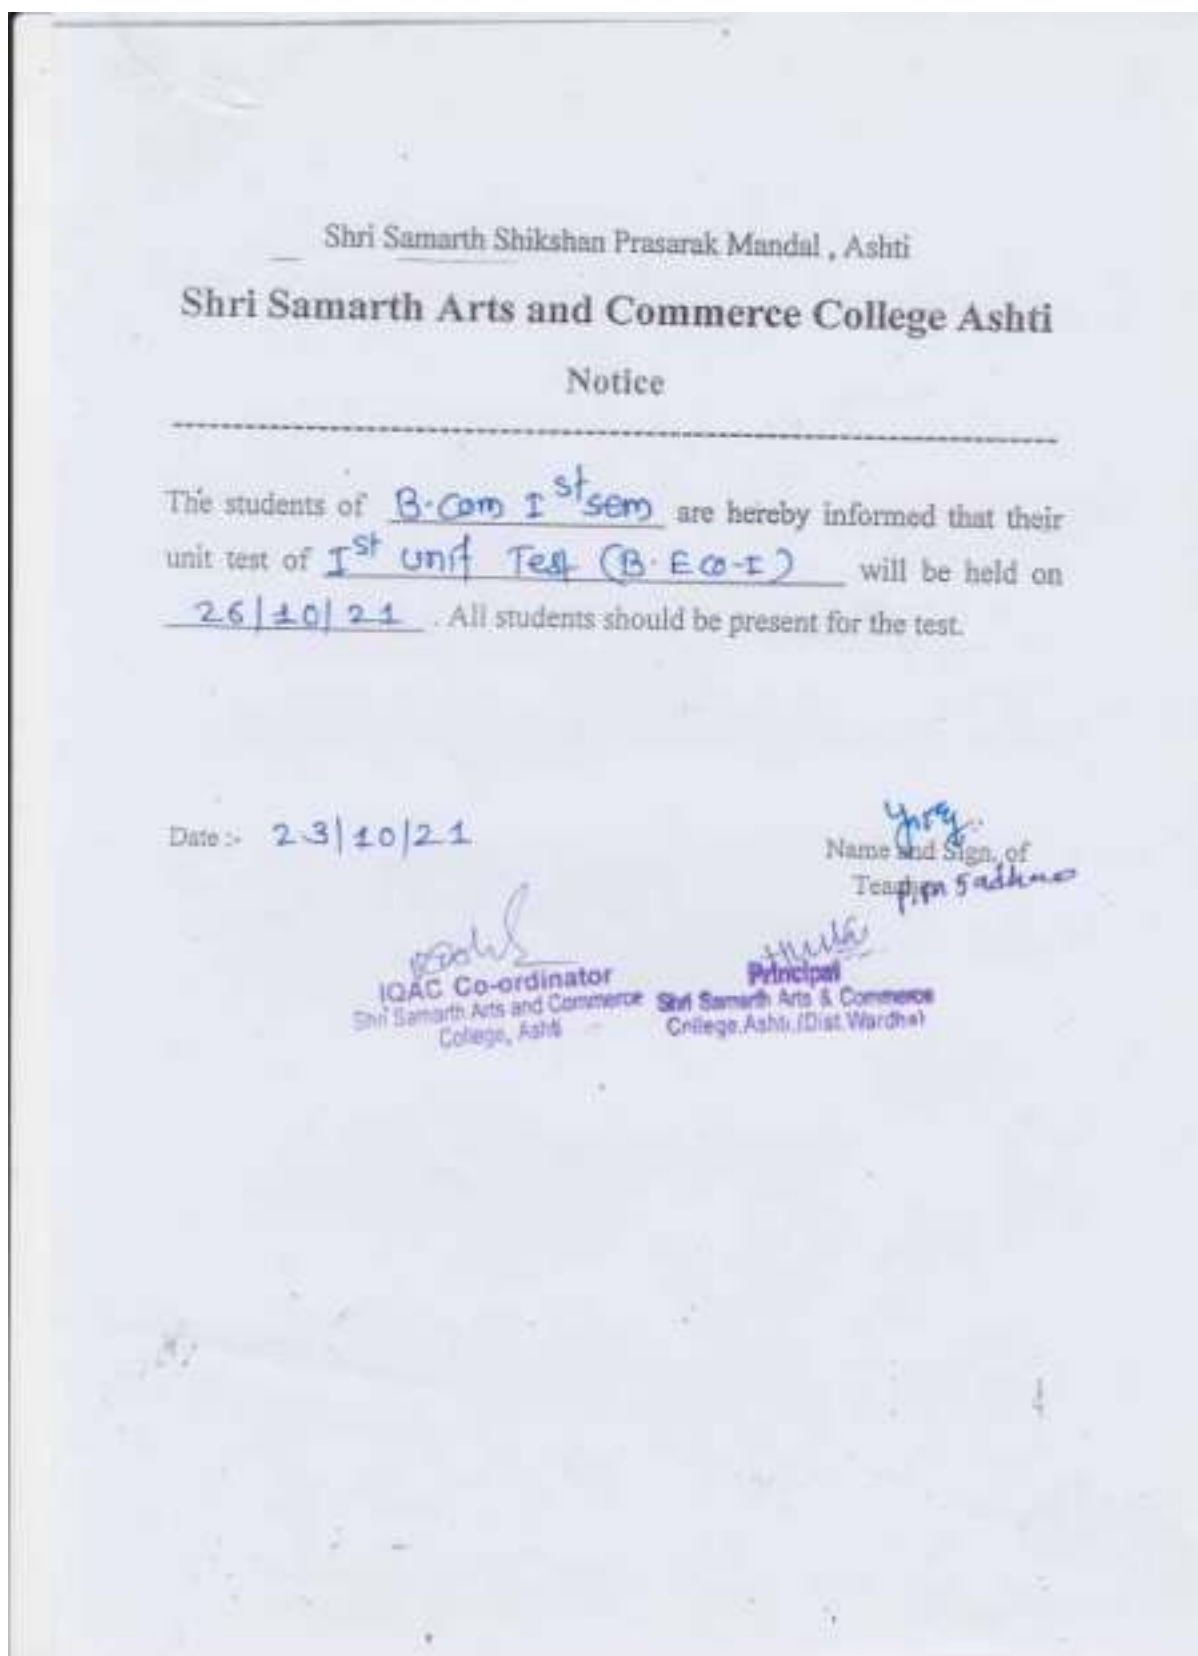 Shri Samarth Shikshan Prasarak Mandal , Ashti
Shri Samarth Arts and Commerce College Ashti
Notice
The students of B.Com Ist sem are hereby informed that their
unit test of Ist Unit Test (B.Eco-I) will be held on
26|10|21 . All students should be present for the test.
Date :- 23|10|21
Name and Sign. of
Teacher
IQAC Co-ordinator
Shri Samarth Arts and Commerce
College, Ashti
Principal
Shri Samarth Arts & Commerce
College.Ashti.(Dist.Wardha)